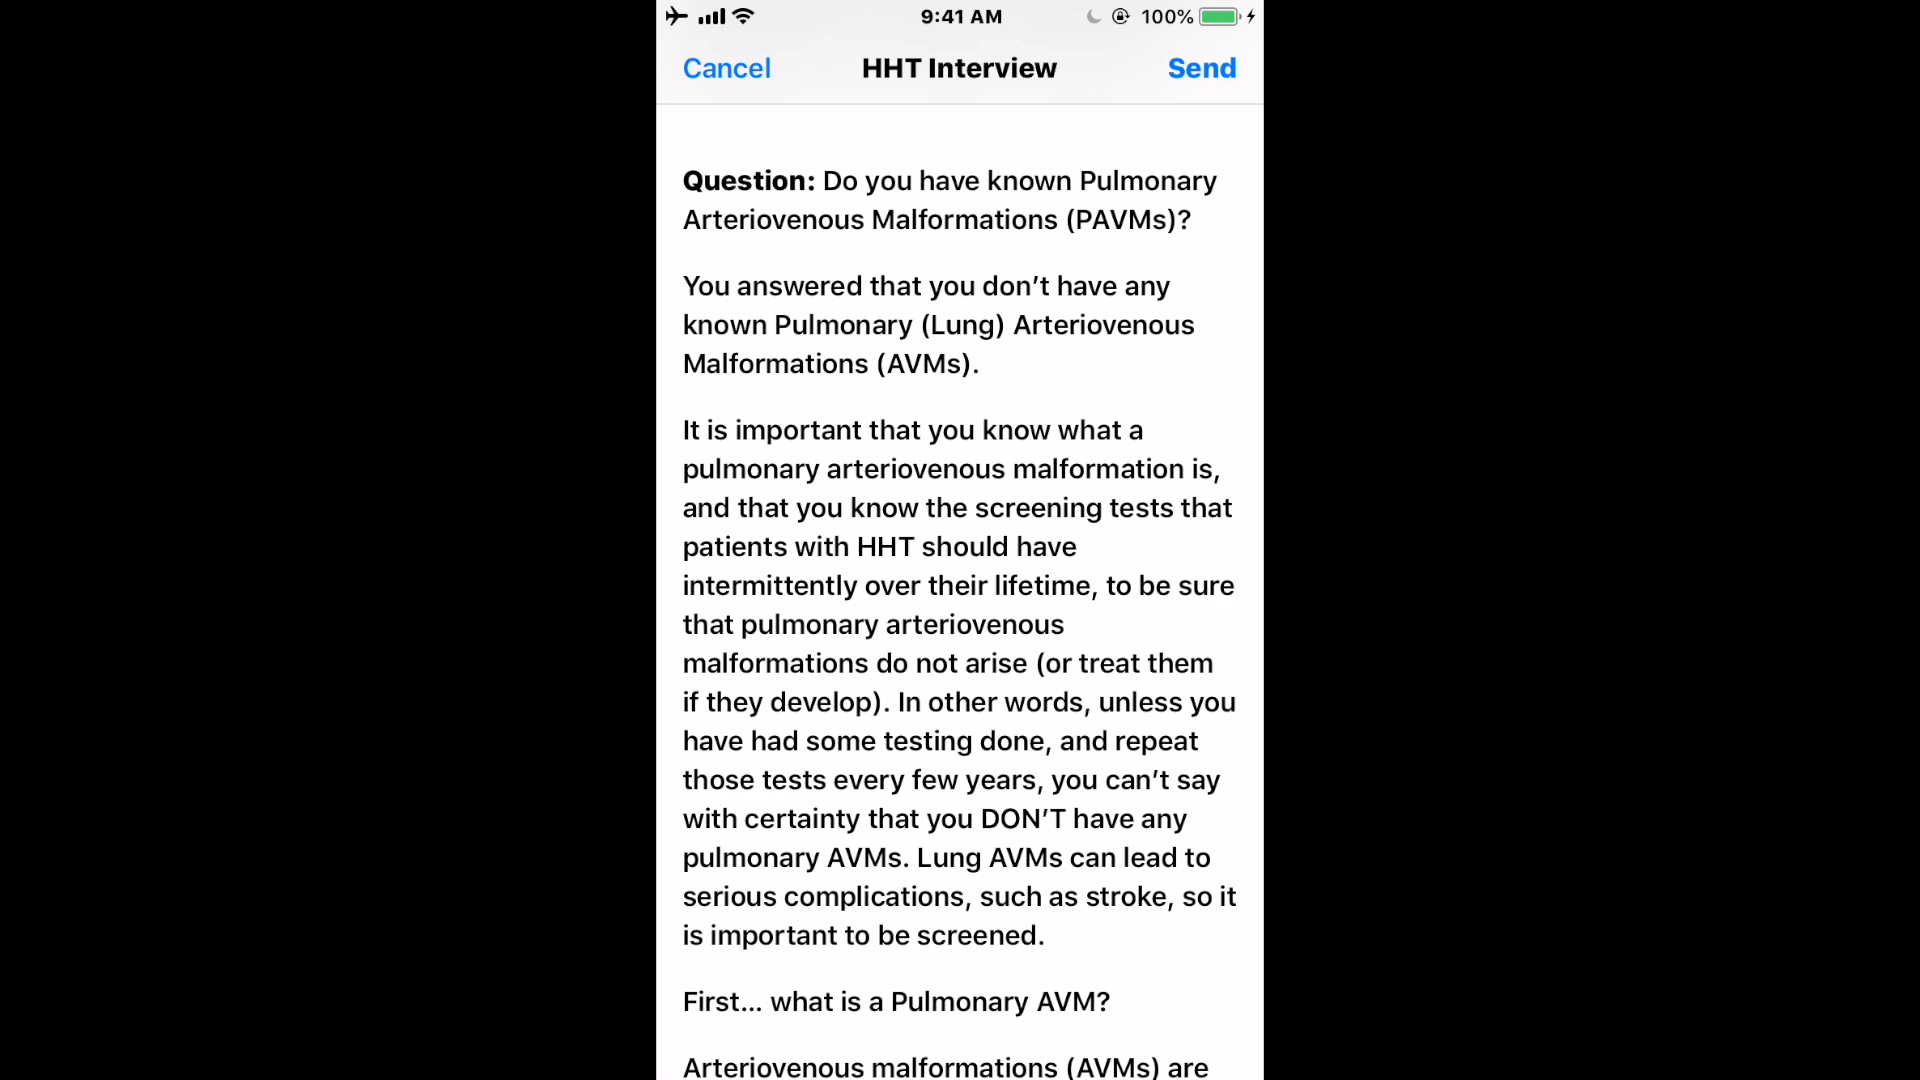 9:41 AM
100%
Cancel
HHT Interview
Send
Question: Do you have known Pulmonary
Arteriovenous Malformations (PAVMs)?
You answered that you don’t have any
known Pulmonary (Lung) Arteriovenous
Malformations (AVMs).
It is important that you know what a
pulmonary arteriovenous malformation is,
and that you know the screening tests that
patients with HHT should have
intermittently over their lifetime, to be sure
that pulmonary arteriovenous
malformations do not arise (or treat them
if they develop). In other words, unless you
have had some testing done, and repeat
those tests every few years, you can’t say
with certainty that you DON’T have any
pulmonary AVMs. Lung AVMs can lead to
serious complications, such as stroke, so it
is important to be screened.
First... what is a Pulmonary AVM?
Arteriovenous malformations (AVMs) are